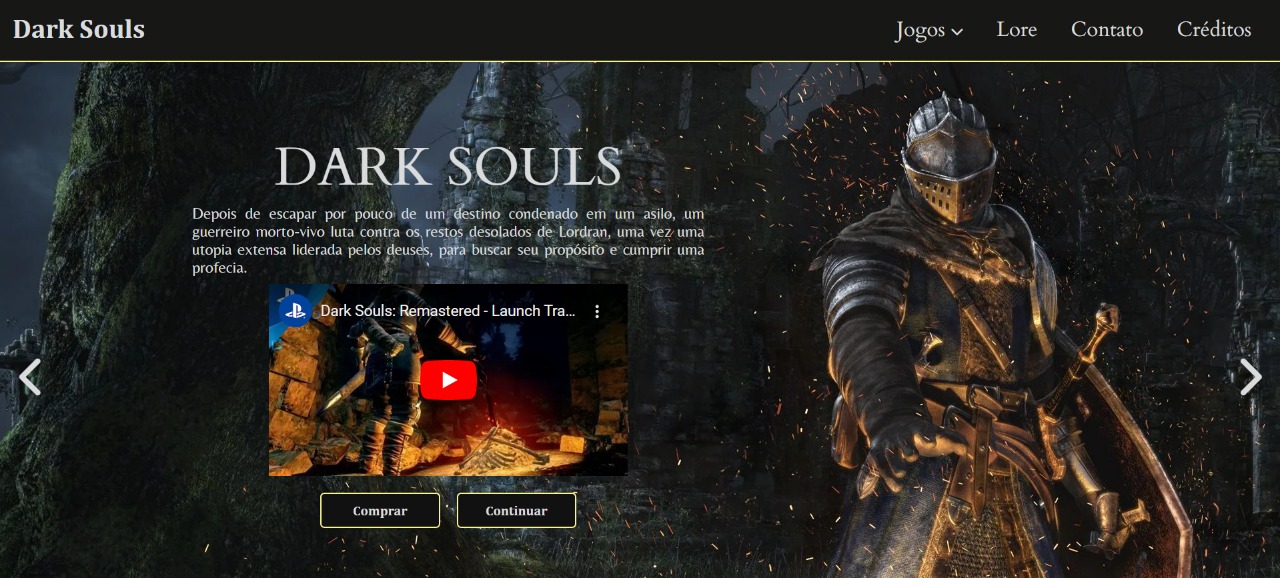 Dark Souls
Jogos
Lore
Contato
Créditos
DARK SOULS
Depois de escapar por pouco de um destino condenado em um asilo, um
guerreiro morto-vivo luta contra os restos desolados de Lordran, uma vez uma
utopia extensa liderada pelos deuses, para buscar seu propósito e cumprir uma
profecia.
Dark Souls: Remastered - Launch Tra...
Comprar
Continuar